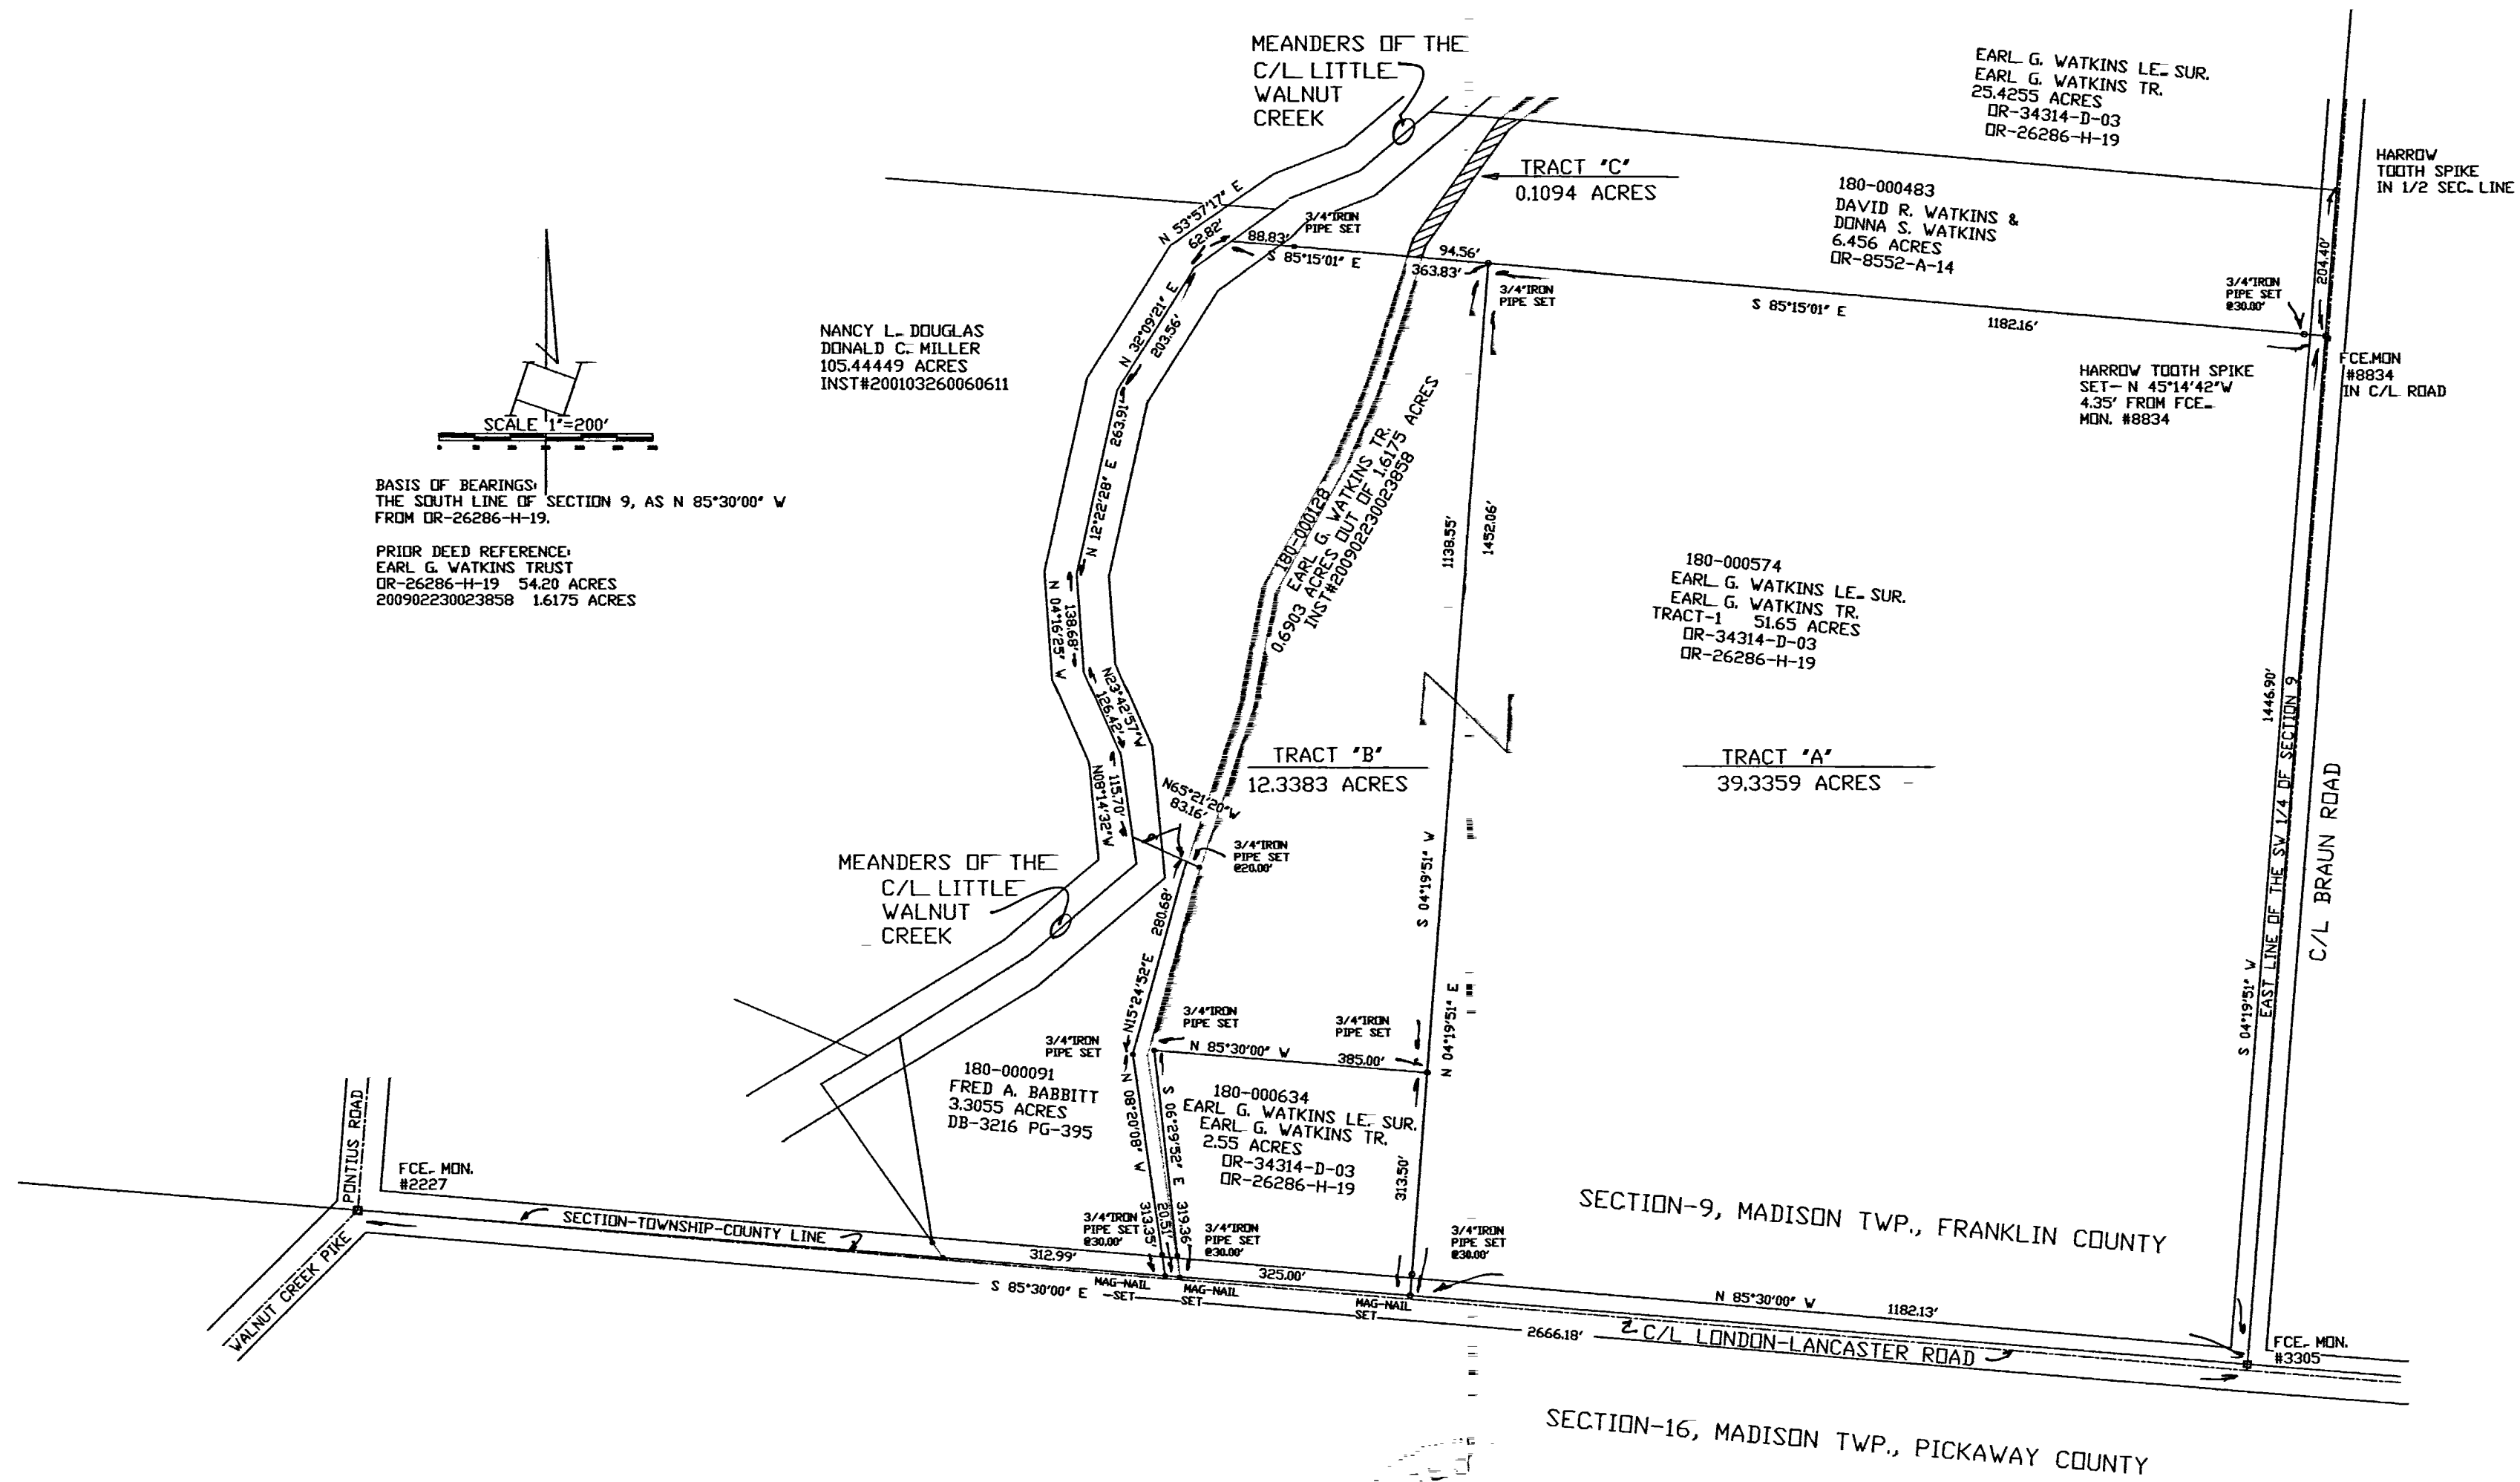 MEANDERS OF THE
C/L LITTLE
WALNUT
CREEK
EARL G. WATKINS LE. SUR.
EARL G. WATKINS TR.
25.4255 ACRES
OR-34314-D-03
OR-26286-H-19
HARROW
TOOTH SPIKE
IN 1/2 SEC. LINE
TRACT "C"
0.1094 ACRES
180-000483
DAVID R. WATKINS &
DONNA S. WATKINS
6.456 ACRES
OR-8552-A-14
N 53°57'17" E
62.82'
3/4"IRON
PIPE SET
88.83'
S 85°15'01" E
94.56'
363.83'
3/4"IRON
PIPE SET
S 85°15'01" E
1182.16'
3/4"IRON
PIPE SET
@30.00'
204.40'
FCE.MON
#8834
IN C/L ROAD
HARROW TOOTH SPIKE
SET- N 45°14'42"W
4.35' FROM FCE.
MON. #8834
NANCY L. DOUGLAS
DONALD C. MILLER
105.44449 ACRES
INST#200103260060611
N 32°09'21" E
203.56'
SCALE 1"=200'
BASIS OF BEARINGS:
THE SOUTH LINE OF SECTION 9, AS N 85°30'00" W
FROM OR-26286-H-19.
PRIOR DEED REFERENCE:
EARL G. WATKINS TRUST
OR-26286-H-19 54.20 ACRES
200902230023858 1.6175 ACRES
N 12°22'28" E 263.91'
N 04°16'25" W
138.68'
N23°42'57"W
126.42'
N08°14'32"W
115.70'
N65°21'20"W
83.16'
3/4"IRON
PIPE SET
@20.00'
180-000128
EARL G. WATKINS TR.
0.6903 ACRES OUT OF 1.6175 ACRES
INST#200902230023858
1138.55'
1452.06'
180-000574
EARL G. WATKINS LE. SUR.
EARL G. WATKINS TR.
TRACT-1 51.65 ACRES
OR-34314-D-03
OR-26286-H-19
TRACT "B"
12.3383 ACRES
TRACT "A"
39.3359 ACRES
1446.90'
S 04°19'51" W
EAST LINE OF THE SW 1/4 OF SECTION 9
C/L BRAUN ROAD
S 04°19'51" W
N 04°19'51" E
MEANDERS OF THE
C/L LITTLE
WALNUT
CREEK
N15°24'52"E 280.68'
3/4"IRON
PIPE SET
3/4"IRON
PIPE SET
3/4"IRON
PIPE SET
N 85°30'00" W 385.00'
180-000091
FRED A. BABBITT
3.3055 ACRES
DB-3216 PG-395
N 08°20'08" W 313.35'
20.51'
S 06°29'52" E 319.36'
180-000634
EARL G. WATKINS LE. SUR.
EARL G. WATKINS TR.
2.55 ACRES
OR-34314-D-03
OR-26286-H-19
313.50'
PONTIUS ROAD
FCE. MON.
#2227
WALNUT CREEK PIKE
SECTION-TOWNSHIP-COUNTY LINE
3/4"IRON
PIPE SET
@30.00'
3/4"IRON
PIPE SET
@30.00'
3/4"IRON
PIPE SET
@30.00'
312.99'
325.00'
S 85°30'00" E
MAG-NAIL
SET
MAG-NAIL
SET
MAG-NAIL
SET
2666.18'
N 85°30'00" W 1182.13'
C/L LONDON-LANCASTER ROAD
FCE. MON.
#3305
SECTION-9, MADISON TWP., FRANKLIN COUNTY
SECTION-16, MADISON TWP., PICKAWAY COUNTY